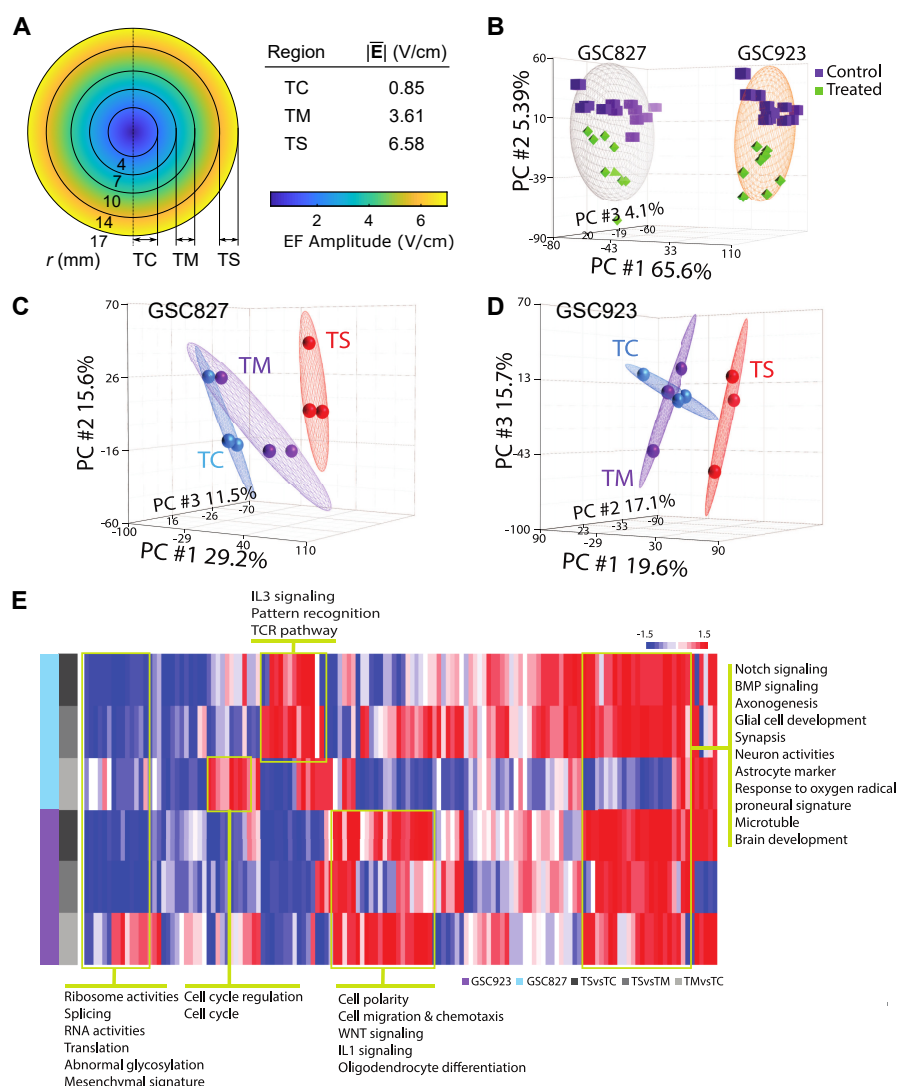 A
Region |E| (V/cm)
TC 0.85
TM 3.61
TS 6.58
4
7
10
14
17
r (mm) TC TM TS
2 4 6
EF Amplitude (V/cm)
B
GSC827 GSC923
Control
Treated
PC #2 5.39%
60
10
-39
-90
PC #3 4.1%
20 -19 -60
-80 -43 33 110
PC #1 65.6%
C
GSC827
TS
TM
TC
PC #2 15.6%
70
26
-16
-60
PC #3 11.5%
16 -26 -70
-100 -29 40 110
PC #1 29.2%
D
GSC923
TC
TS
TM
PC #3 15.7%
70
13
-43
-100
PC #2 17.1%
23 -33 -90
90 -29 30 90
PC #1 19.6%
E
IL3 signaling
Pattern recognition
TCR pathway
-1.5 1.5
Notch signaling
BMP signaling
Axonogenesis
Glial cell development
Synapsis
Neuron activities
Astrocyte marker
Response to oxygen radical
proneural signature
Microtuble
Brain development
GSC923 GSC827 TSvsTC TSvsTM TMvsTC
Ribosome activities
Splicing
RNA activities
Translation
Abnormal glycosylation
Mesenchymal signature
Cell cycle regulation
Cell cycle
Cell polarity
Cell migration & chemotaxis
WNT signaling
IL1 signaling
Oligodendrocyte differentiation